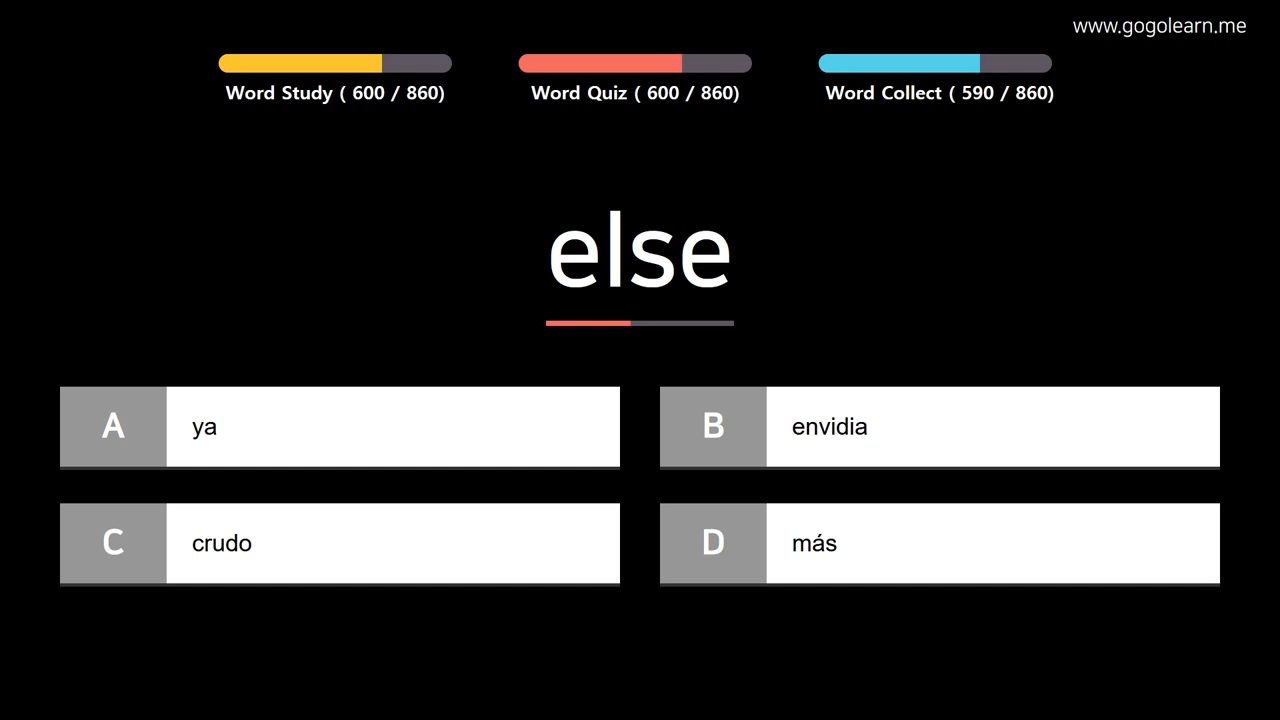 www.gogolearn.me
Word Study ( 600 / 860)
Word Quiz ( 600 / 860)
Word Collect ( 590 / 860)
else
A ya
B envidia
C crudo
D más